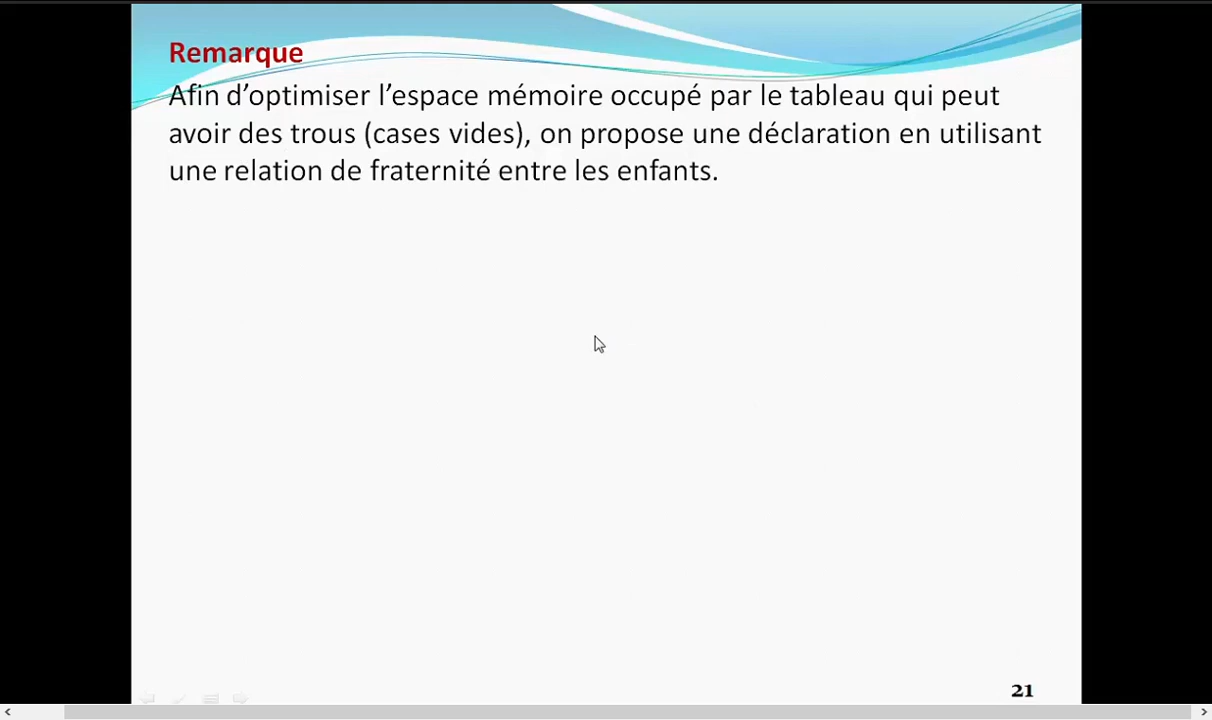 Remarque
Afin d’optimiser l’espace mémoire occupé par le tableau qui peut
avoir des trous (cases vides), on propose une déclaration en utilisant
une relation de fraternité entre les enfants.
21